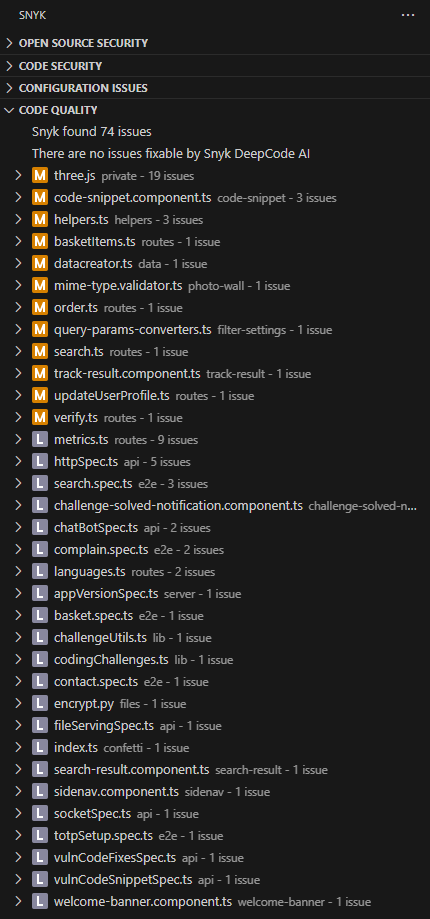 SNYK ...
OPEN SOURCE SECURITY
CODE SECURITY
CONFIGURATION ISSUES
CODE QUALITY
Snyk found 74 issues
There are no issues fixable by Snyk DeepCode AI
M three.js private - 19 issues
M code-snippet.component.ts code-snippet - 3 issues
M helpers.ts helpers - 3 issues
M basketItems.ts routes - 1 issue
M datacreator.ts data - 1 issue
M mime-type.validator.ts photo-wall - 1 issue
M order.ts routes - 1 issue
M query-params-converters.ts filter-settings - 1 issue
M search.ts routes - 1 issue
M track-result.component.ts track-result - 1 issue
M updateUserProfile.ts routes - 1 issue
M verify.ts routes - 1 issue
L metrics.ts routes - 9 issues
L httpSpec.ts api - 5 issues
L search.spec.ts e2e - 3 issues
L challenge-solved-notification.component.ts challenge-solved-n...
L chatBotSpec.ts api - 2 issues
L complain.spec.ts e2e - 2 issues
L languages.ts routes - 2 issues
L appVersionSpec.ts server - 1 issue
L basket.spec.ts e2e - 1 issue
L challengeUtils.ts lib - 1 issue
L codingChallenges.ts lib - 1 issue
L contact.spec.ts e2e - 1 issue
L encrypt.py files - 1 issue
L fileServingSpec.ts api - 1 issue
L index.ts confetti - 1 issue
L search-result.component.ts search-result - 1 issue
L sidenav.component.ts sidenav - 1 issue
L socketSpec.ts api - 1 issue
L totpSetup.spec.ts e2e - 1 issue
L vulnCodeFixesSpec.ts api - 1 issue
L vulnCodeSnippetSpec.ts api - 1 issue
L welcome-banner.component.ts welcome-banner - 1 issue